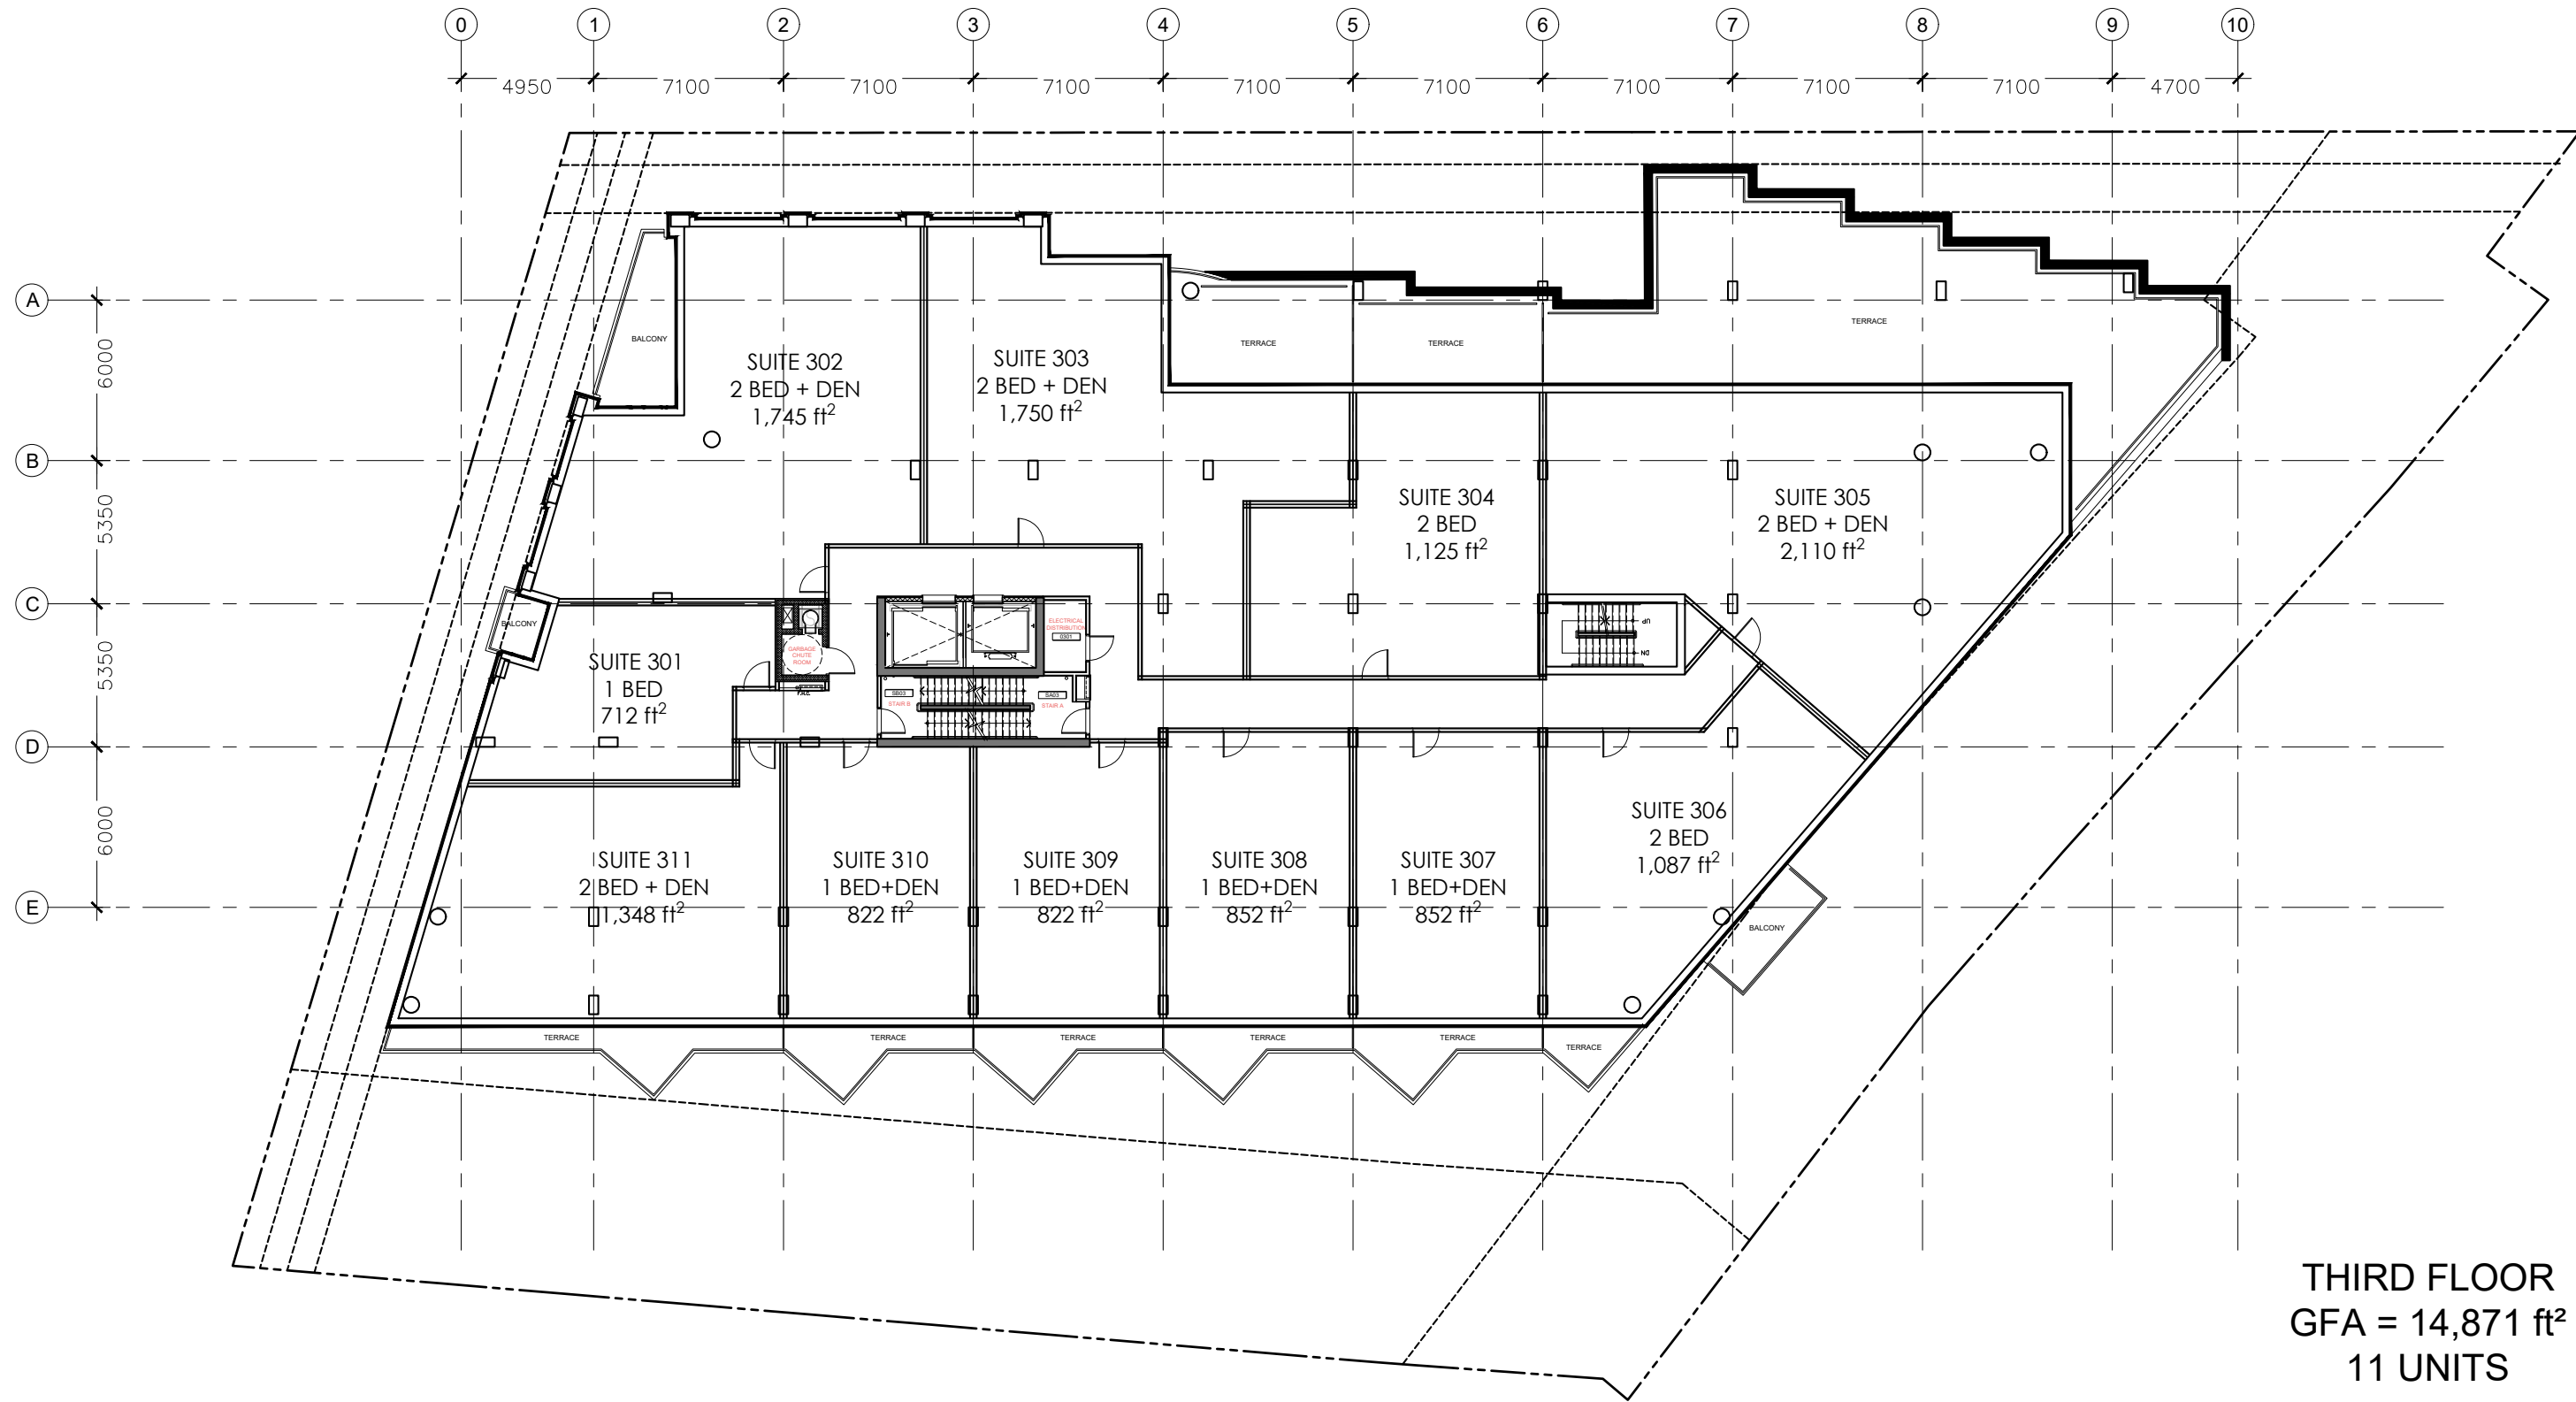 0 1 2 3 4 5 6 7 8 9 10
4950 7100 7100 7100 7100 7100 7100 7100 7100 4700
A
B
C
D
E
6000
5350
5350
6000
BALCONY
SUITE 302
2 BED + DEN
1,745 ft²
SUITE 303
2 BED + DEN
1,750 ft²
TERRACE
TERRACE
TERRACE
SUITE 304
2 BED
1,125 ft²
SUITE 305
2 BED + DEN
2,110 ft²
BALCONY
SUITE 301
1 BED
712 ft²
GARBAGE
CHUTE
ROOM
ELECTRICAL
DISTRIBUTION
0301
SB03
STAIR B
SA03
STAIR A
UP
DN
SUITE 311
2 BED + DEN
1,348 ft²
SUITE 310
1 BED+DEN
822 ft²
SUITE 309
1 BED+DEN
822 ft²
SUITE 308
1 BED+DEN
852 ft²
SUITE 307
1 BED+DEN
852 ft²
SUITE 306
2 BED
1,087 ft²
BALCONY
TERRACE
TERRACE
TERRACE
TERRACE
TERRACE
TERRACE
THIRD FLOOR
GFA = 14,871 ft²
11 UNITS